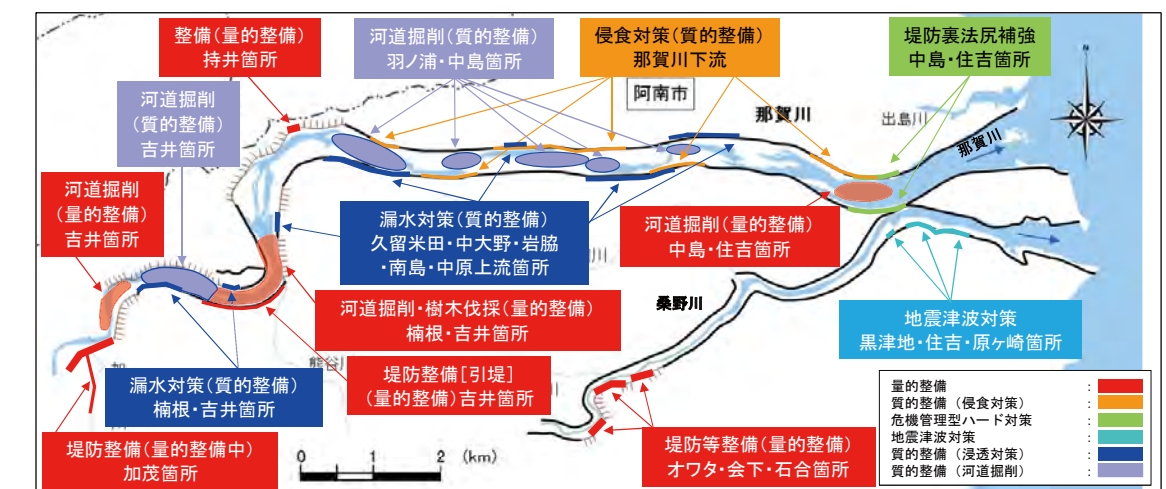 整備(量的整備)
持井箇所
河道掘削(質的整備)
羽ノ浦・中島箇所
侵食対策(質的整備)
那賀川下流
堤防裏法尻補強
中島・住吉箇所
阿南市
那賀川
出島川
那賀川
N
河道掘削
(質的整備)
吉井箇所
河道掘削
(量的整備)
吉井箇所
漏水対策(質的整備)
久留米田・中大野・岩脇
・南島・中原上流箇所
河道掘削(量的整備)
中島・住吉箇所
川
桑野川
河道掘削・樹木伐採(量的整備)
楠根・吉井箇所
地震津波対策
黒津地・住吉・原ヶ崎箇所
加
熊谷川
漏水対策(質的整備)
楠根・吉井箇所
堤防整備[引堤]
(量的整備)吉井箇所
堤防整備(量的整備中)
加茂箇所
堤防等整備(量的整備)
オワタ・会下・石合箇所
0 1 2 (km)
量的整備 :
質的整備(侵食対策) :
危機管理型ハード対策 :
地震津波対策 :
質的整備(浸透対策) :
質的整備(河道掘削) :